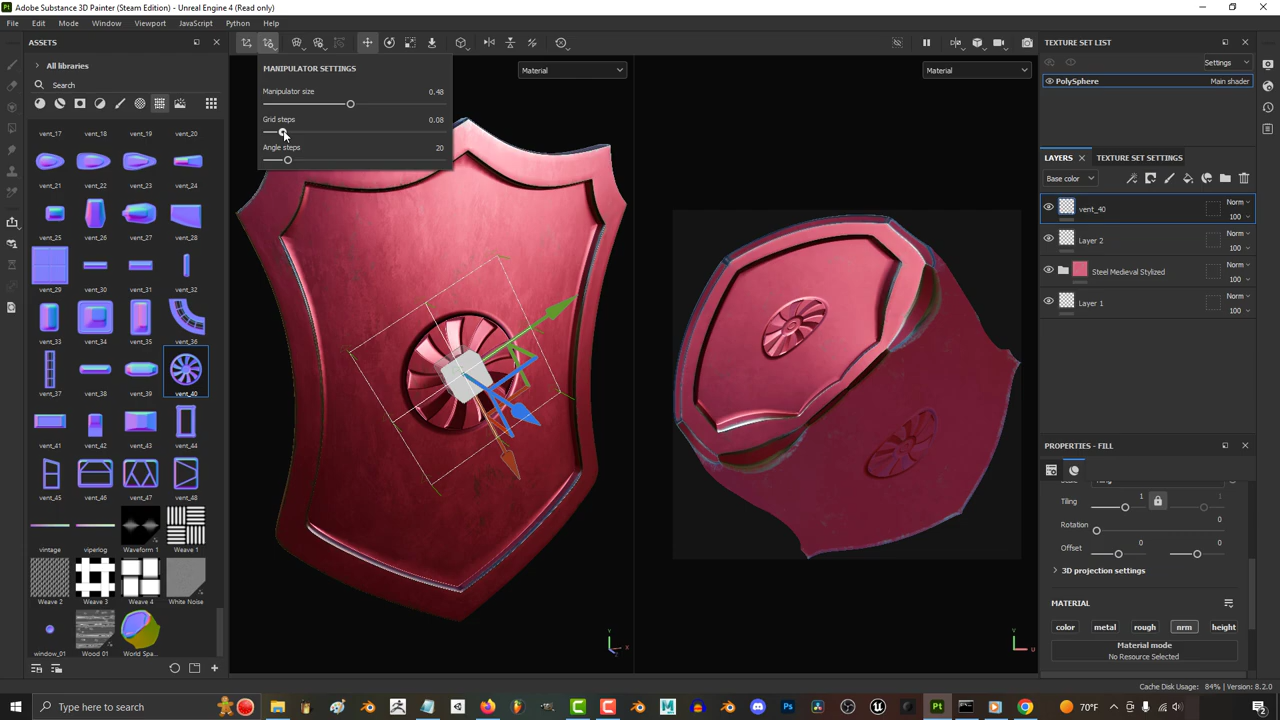 Adobe Substance 3D Painter (Steam Edition) - Unreal Engine 4 (Read only)
File Edit Mode Window Viewport JavaScript Python Help
ASSETS
All libraries
Search
vent_17 vent_18 vent_19 vent_20
vent_21 vent_22 vent_23 vent_24
vent_25 vent_26 vent_27 vent_28
vent_29 vent_30 vent_31 vent_32
vent_33 vent_34 vent_35 vent_36
vent_37 vent_38 vent_39 vent_40
vent_41 vent_42 vent_43 vent_44
vent_45 vent_46 vent_47 vent_48
vintage viperlog Waveform 1 Weave 1
Weave 2 Weave 3 Weave 4 White Noise
window_01 Wood 01 World Spa...
MANIPULATOR SETTINGS
Manipulator size 0.48
Grid steps 0.08
Angle steps 20
Material
Material
Y
X
Z
V
U
TEXTURE SET LIST
Settings
PolySphere Main shader
LAYERS TEXTURE SET SETTINGS
Base color
vent_40 Norm 100
Layer 2 Norm 100
Steel Medieval Stylized Norm 100
Layer 1 Norm 100
PROPERTIES - FILL
Tiling 1 1
Rotation 0
Offset 0 0
3D projection settings
MATERIAL
color metal rough nrm height
Material mode
No Resource Selected
Cache Disk Usage: 84% | Version: 8.2.0
Type here to search
70°F